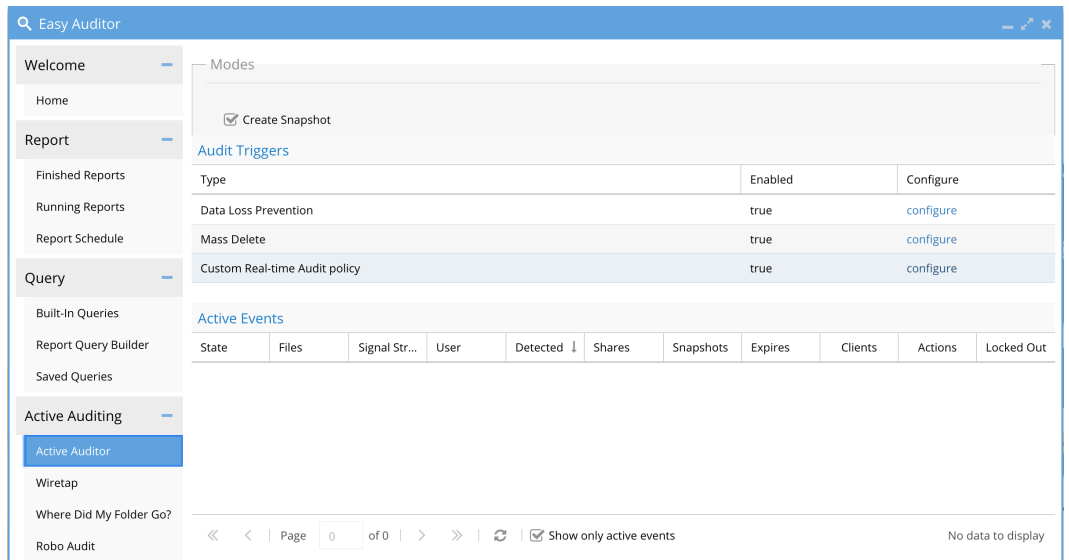 Easy Auditor
Welcome
Home
Report
Finished Reports
Running Reports
Report Schedule
Query
Built-In Queries
Report Query Builder
Saved Queries
Active Auditing
Active Auditor
Wiretap
Where Did My Folder Go?
Robo Audit
Modes
Create Snapshot
Audit Triggers
Type Enabled Configure
Data Loss Prevention true configure
Mass Delete true configure
Custom Real-time Audit policy true configure
Active Events
State Files Signal Str... User Detected ↓ Shares Snapshots Expires Clients Actions Locked Out
Page 0 of 0 Show only active events No data to display